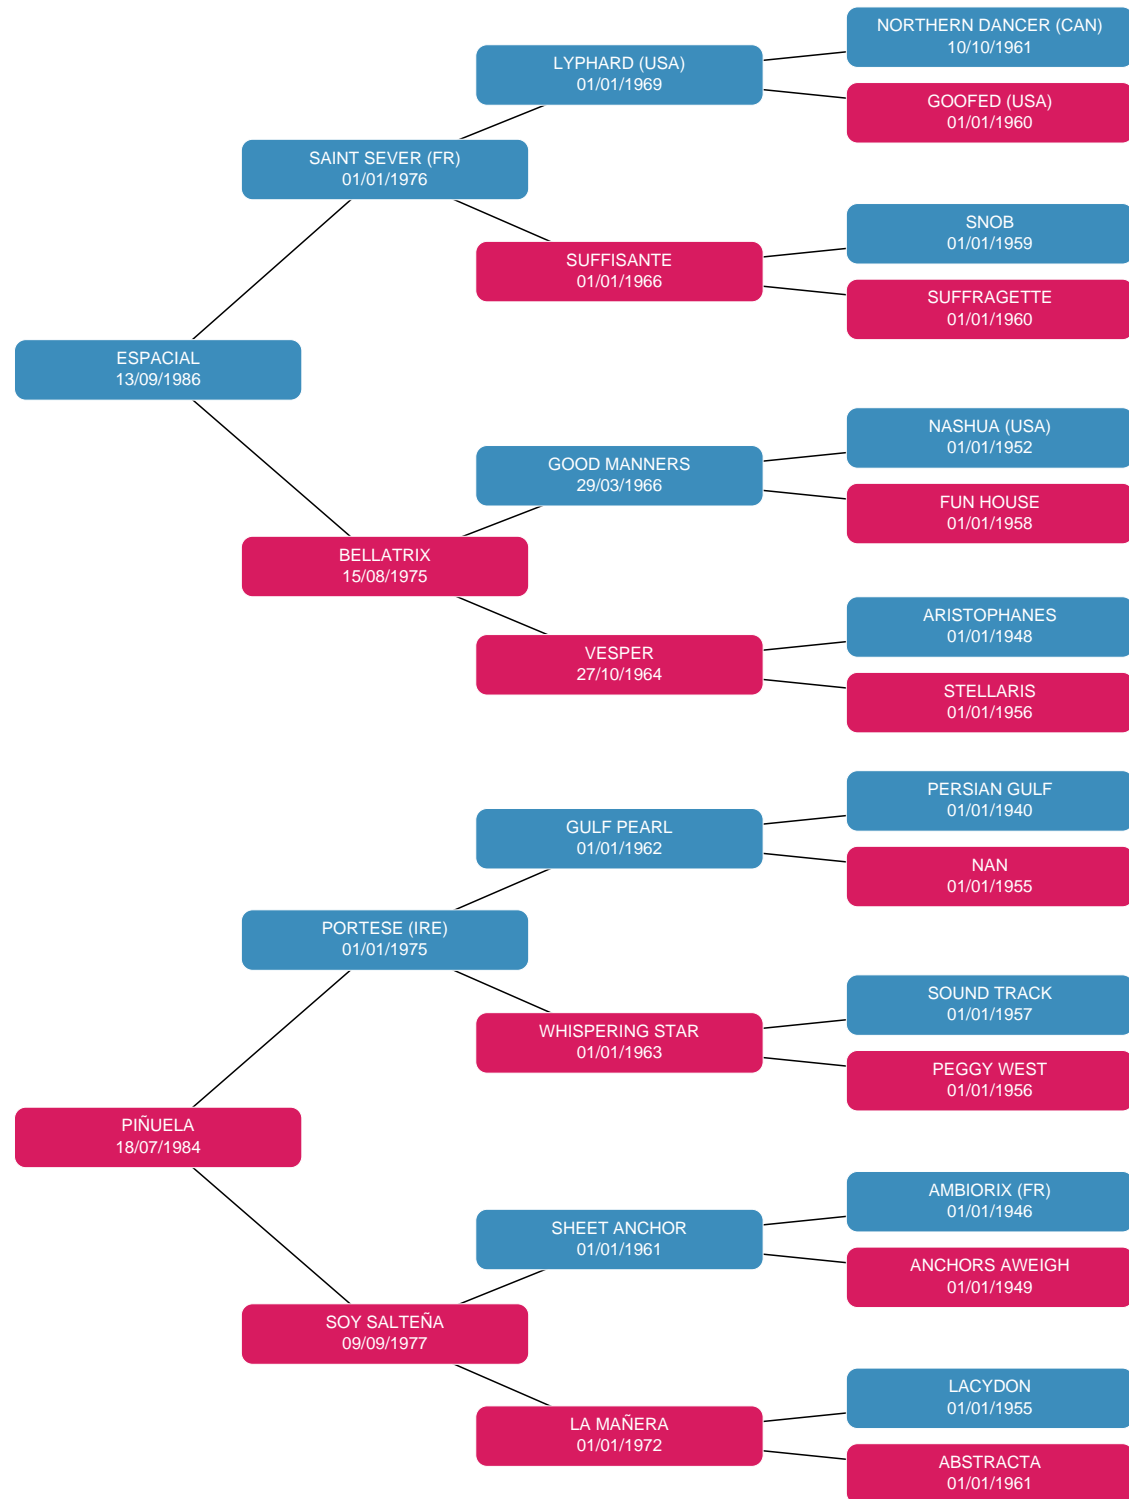 NORTHERN DANCER (CAN)
10/10/1961
LYPHARD (USA)
01/01/1969
GOOFED (USA)
01/01/1960
SAINT SEVER (FR)
01/01/1976
SNOB
01/01/1959
SUFFISANTE
01/01/1966
SUFFRAGETTE
01/01/1960
ESPACIAL
13/09/1986
NASHUA (USA)
01/01/1952
GOOD MANNERS
29/03/1966
FUN HOUSE
01/01/1958
BELLATRIX
15/08/1975
ARISTOPHANES
01/01/1948
VESPER
27/10/1964
STELLARIS
01/01/1956
PERSIAN GULF
01/01/1940
GULF PEARL
01/01/1962
NAN
01/01/1955
PORTESE (IRE)
01/01/1975
SOUND TRACK
01/01/1957
WHISPERING STAR
01/01/1963
PEGGY WEST
01/01/1956
PIÑUELA
18/07/1984
AMBIORIX (FR)
01/01/1946
SHEET ANCHOR
01/01/1961
ANCHORS AWEIGH
01/01/1949
SOY SALTEÑA
09/09/1977
LACYDON
01/01/1955
LA MAÑERA
01/01/1972
ABSTRACTA
01/01/1961